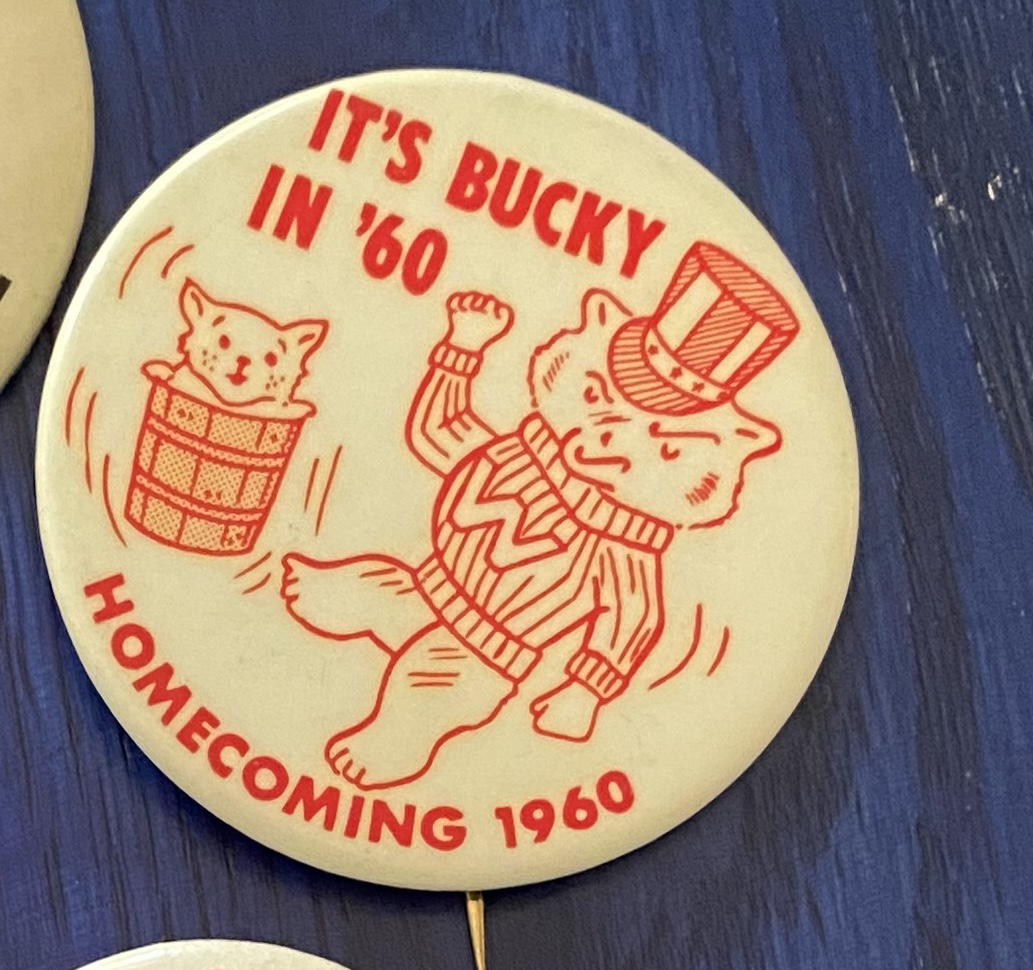 IT'S BUCKY
IN '60
HOMECOMING 1960